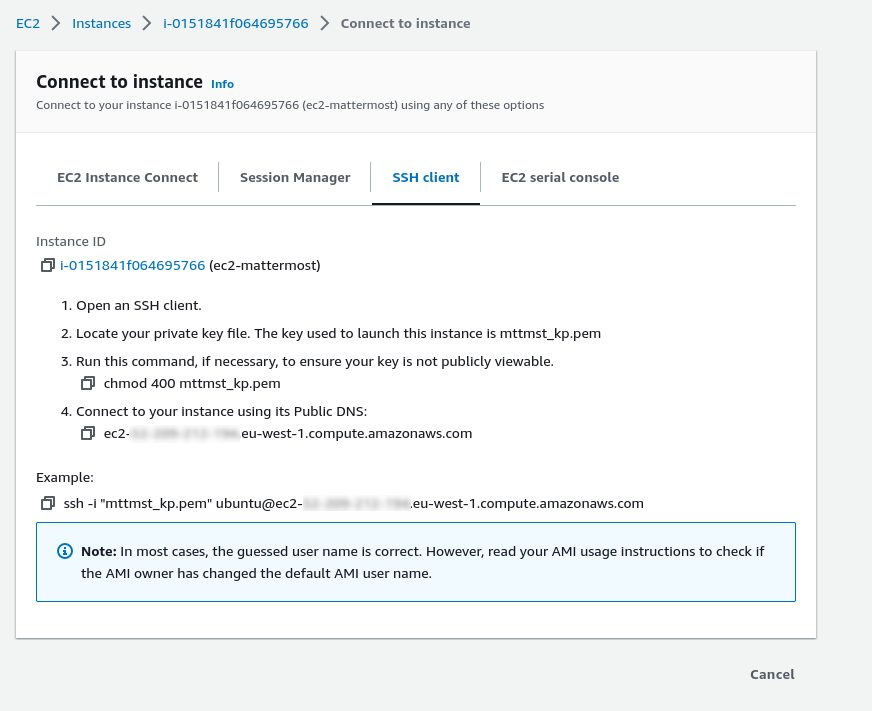 EC2 > Instances > i-0151841f064695766 > Connect to instance
Connect to instance Info
Connect to your instance i-0151841f064695766 (ec2-mattermost) using any of these options
EC2 Instance Connect Session Manager SSH client EC2 serial console
Instance ID
i-0151841f064695766 (ec2-mattermost)
1. Open an SSH client.
2. Locate your private key file. The key used to launch this instance is mttmst_kp.pem
3. Run this command, if necessary, to ensure your key is not publicly viewable.
chmod 400 mttmst_kp.pem
4. Connect to your instance using its Public DNS:
ec2- .eu-west-1.compute.amazonaws.com
Example:
ssh -i "mttmst_kp.pem" ubuntu@ec2- .eu-west-1.compute.amazonaws.com
Note: In most cases, the guessed user name is correct. However, read your AMI usage instructions to check if
the AMI owner has changed the default AMI user name.
Cancel